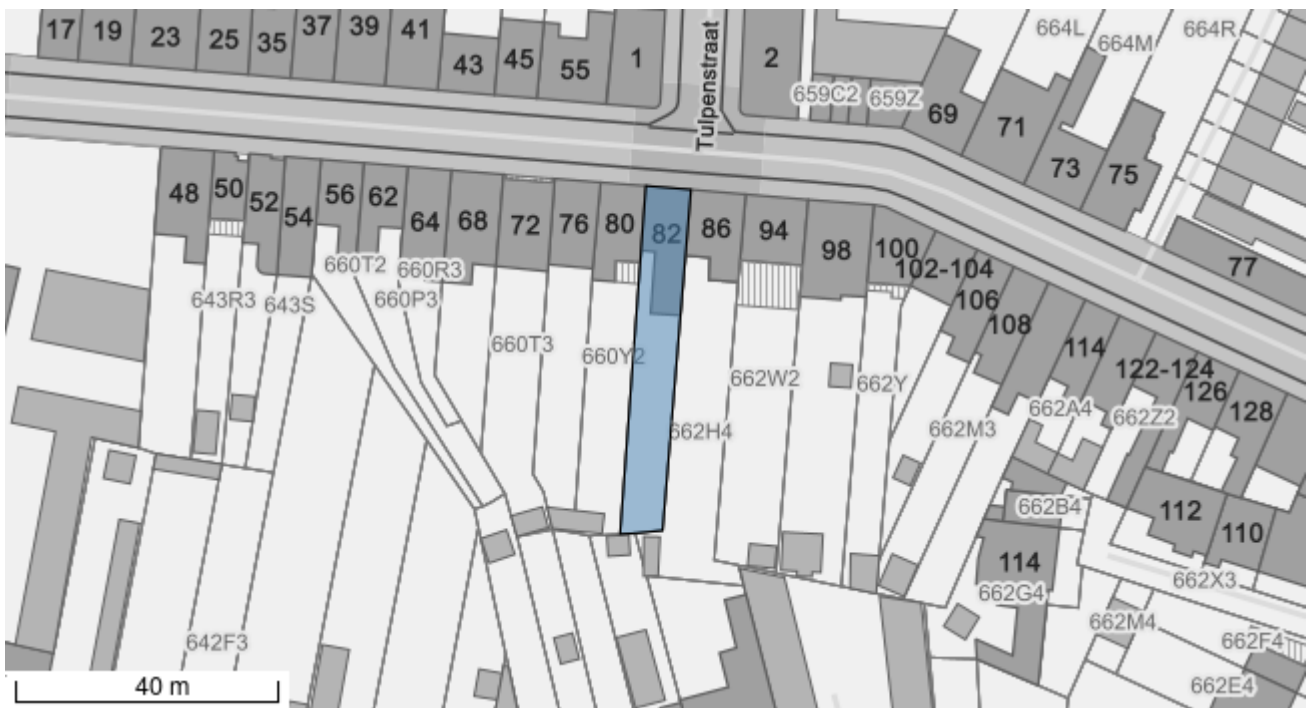 17 19 23 25 35 37 39 41 43 45 55 1 2
Tulpenstraat
659C2 659Z 69 71 73 75 77
664L 664M 664R
48 50 52 54 56 62 64 68 72 76 80 82 86 94 98 100
102-104
106
108
114
122-124
126
128
643R3 643S 660T2 660P3 660R3
660T3 660Y2 662H4 662W2 662Y 662M3 662A4 662Z2
662B4 112 110
114
662G4 662X3
662M4 662F4
662E4
642F3
40 m